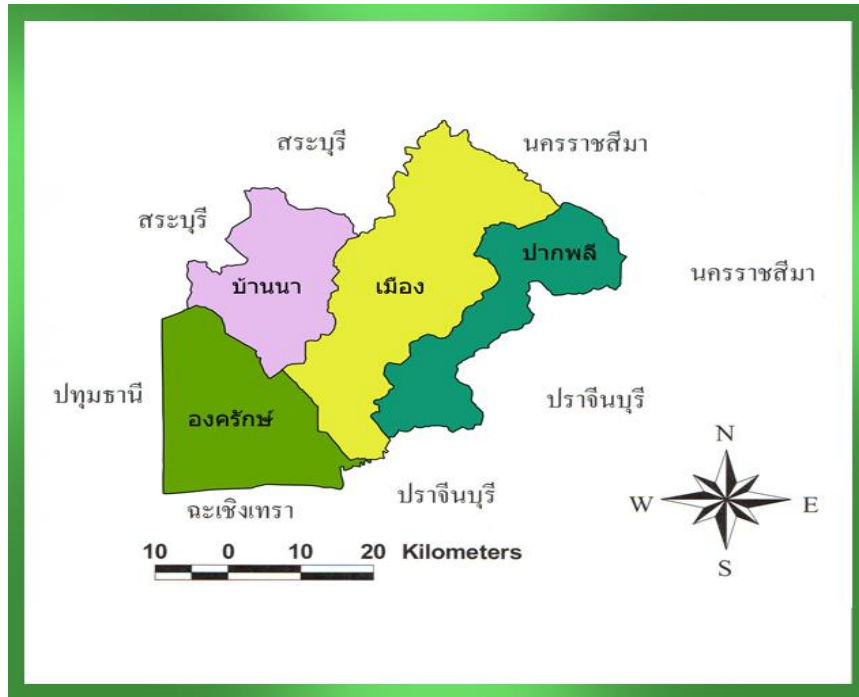 สระบุรี
นครราชสีมา
สระบุรี
ปากพลี
นครราชสีมา
บ้านนา
เมือง
ปทุมธานี
ปราจีนบุรี
องครักษ์
N
W
E
S
ปราจีนบุรี
ฉะเชิงเทรา
10 0 10 20 Kilometers